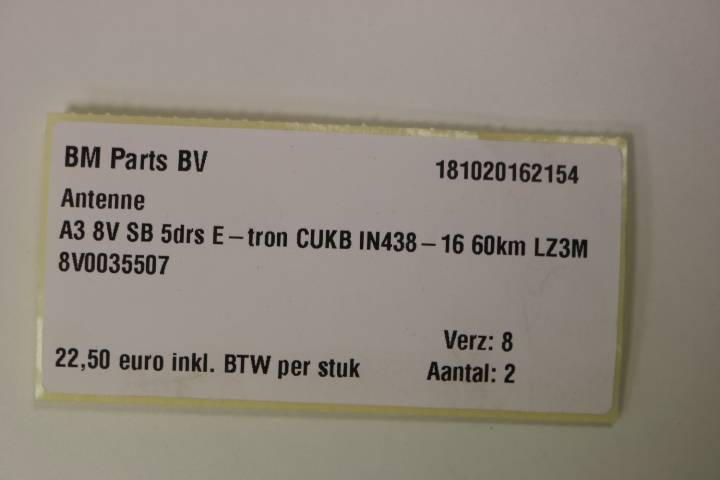 BM Parts BV 181020162154
Antenne
A3 8V SB 5drs E-tron CUKB IN438-16 60km LZ3M
8V0035507
Verz: 8
22,50 euro inkl. BTW per stuk Aantal: 2